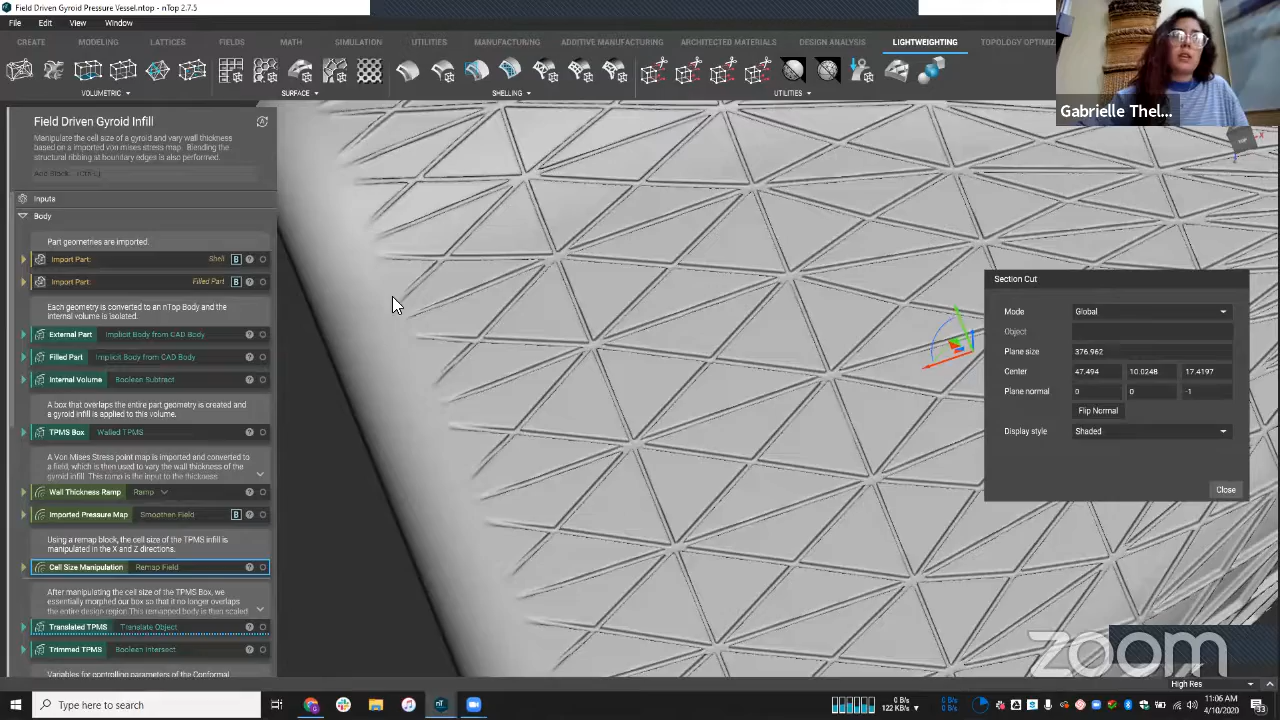 Field Driven Gyroid Pressure Vessel.ntop - nTop 2.7.5
File Edit View Window
CREATE MODELING LATTICES FIELDS MATH SIMULATION UTILITIES MANUFACTURING ADDITIVE MANUFACTURING ARCHITECTED MATERIALS DESIGN ANALYSIS LIGHTWEIGHTING TOPOLOGY OPTIMIZ
VOLUMETRIC SURFACE SHELLING UTILITIES
Gabrielle Thel...
Field Driven Gyroid Infill
Manipulate the cell size of a gyroid and vary wall thickness
based on a imported von mises stress map. Blending the
structural ribbing at boundary edges is also performed.
Inputs
Body
Part geometries are imported.
Import Part: Shell B
Import Part: Filled Part B
Each geometry is converted to an nTop Body and the
internal volume is isolated.
External Part Implicit Body from CAD Body
Filled Part Implicit Body from CAD Body
Internal Volume Boolean Subtract
A box that overlaps the entire part geometry is created and
a gyroid infill is applied to this volume.
TPMS Box Walled TPMS
A Von Mises Stress point map is imported and converted to
a field, which is then used to vary the wall thickness of the
gyroid infill. This ramp is the input to the thickness
Wall Thickness Ramp Ramp
Imported Pressure Map Smoothen Field B
Using a remap block, the cell size of the TPMS infill is
manipulated in the X and Z directions.
Cell Size Manipulation Remap Field
After manipulating the cell size of the TPMS Box, we
essentially morphed our box so that it no longer overlaps
the entire design region.This remapped body is then scaled
Translated TPMS Translate Object
Trimmed TPMS Boolean Intersect
Variables for controlling parameters of the Conformal
Section Cut
Mode Global
Object
Plane size 376.962
Center 47.494 10.0248 17.4197
Plane normal 0 0 -1
Flip Normal
Display style Shaded
Close
zoom
High Res
Type here to search
0 B/s 0 B/s
122 KB/s 0 B/s
11:06 AM
4/10/2020